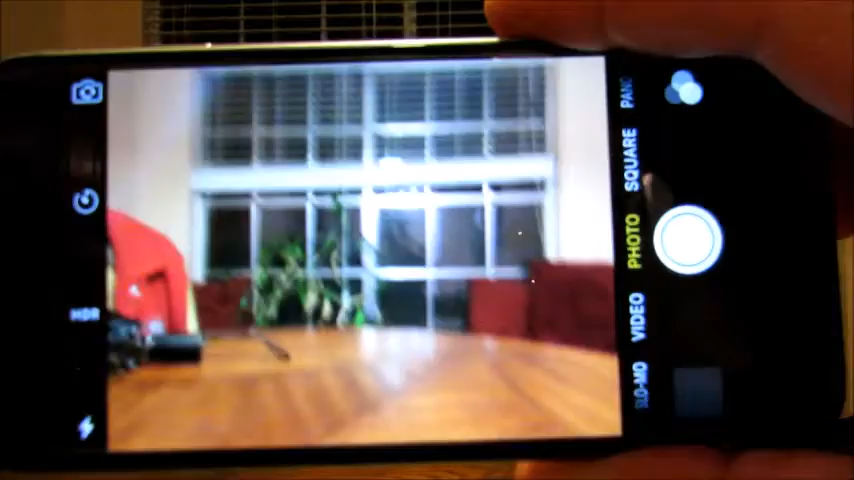 PANO
SQUARE
PHOTO
VIDEO
SLO-MO
HDR